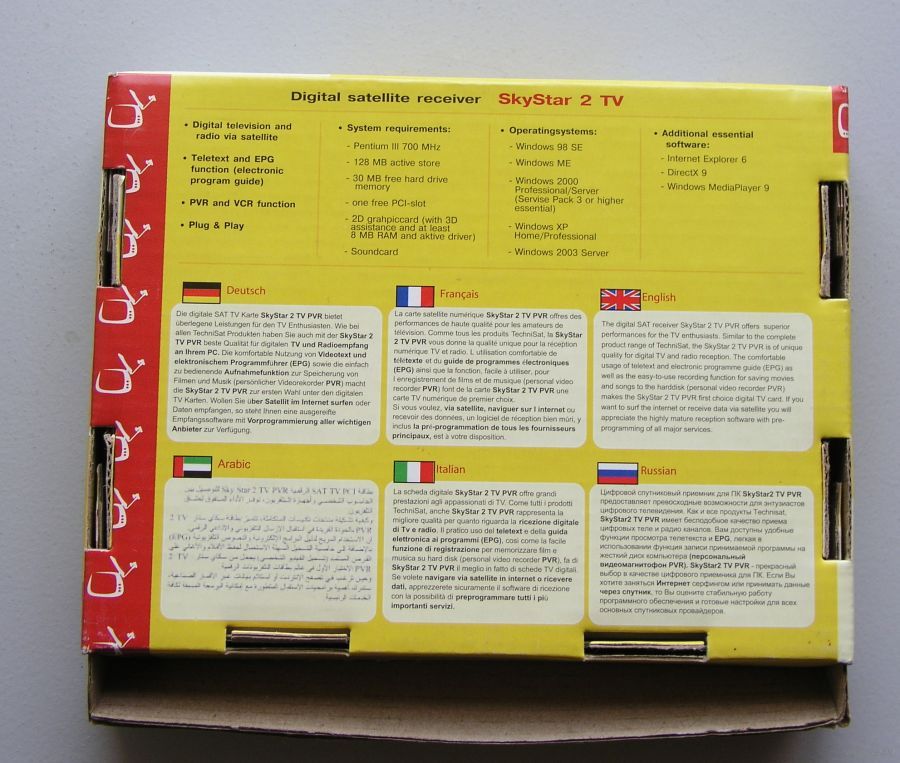 Digital satellite receiver SkyStar 2 TV
• Digital television and
radio via satellite
• Teletext and EPG
function (electronic
program guide)
• PVR and VCR function
• Plug & Play
• System requirements:
- Pentium III 700 MHz
- 128 MB active store
- 30 MB free hard drive
memory
- one free PCI-slot
- 2D grahpiccard (with 3D
assistance and at least
8 MB RAM and aktive driver)
- Soundcard
• Operatingsystems:
- Windows 98 SE
- Windows ME
- Windows 2000
Professional/Server
(Servise Pack 3 or higher
essential)
- Windows XP
Home/Professional
- Windows 2003 Server
• Additional essential
software:
- Internet Explorer 6
- DirectX 9
- Windows MediaPlayer 9
Deutsch
Die digitale SAT TV Karte SkyStar 2 TV PVR bietet
überlegene Leistungen für den TV Enthusiasten. Wie bei
allen TechniSat Produkten haben Sie auch mit der SkyStar 2
TV PVR beste Qualität für digitalen TV und Radioempfang
an Ihrem PC. Die komfortable Nutzung von Videotext und
elektronischem Programmführer (EPG) sowie die einfach
zu bedienende Aufnahmefunktion zur Speicherung von
Filmen und Musik (persönlicher Videorekorder PVR) macht
die SkyStar 2 TV PVR zur ersten Wahl unter den digitalen
TV Karten. Wollen Sie über Satellit im Internet surfen oder
Daten empfangen, so steht Ihnen eine ausgereifte
Empfangssoftware mit Vorprogrammierung aller wichtigen
Anbieter zur Verfügung.
Français
La carte satellite numérique SkyStar 2 TV PVR offres des
performances de haute qualité pour les amateurs de
télévision. Comme tous les produits TechniSat, la SkyStar
2 TV PVR vous donne la qualité unique pour la réception
numérique TV et radio. L utilisation comfortable de
télétexte et du guide de programmes électroniques
(EPG) ainsi que la fonction, facile à utiliser, pour
l enregistrement de films et de musique (personal video
recorder PVR) font de la carte SkyStar 2 TV PVR une
carte TV numérique de premier choix.
Si vous voulez, via satellite, naviguer sur l internet ou
recevoir des données, un logiciel de réception bien mûri, y
inclus la pré-programation de tous les fournisseurs
principaux, est à votre disposition.
English
The digital SAT receiver SkyStar 2 TV PVR offers superior
performances for the TV enthusiasts. Similar to the complete
product range of TechniSat, the SkyStar 2 TV PVR is of unique
quality for digital TV and radio reception. The comfortable
usage of teletext and electronic programme guide (EPG) as
well as the easy-to-use recording function for saving movies
and songs to the harddisk (personal video recorder PVR)
makes the SkyStar 2 TV PVR first choice digital TV card. If you
want to surf the internet or receive data via satellite you will
appreciate the highly mature reception software with pre-
programming of all major services.
Arabic
Italian
La scheda digitale SkyStar 2 TV PVR offre grandi
prestazioni agli appassionati di TV. Come tutti i prodotti
TechniSat, anche SkyStar 2 TV PVR rappresenta la
migliore qualità per quanto riguarda la ricezione digitale
di Tv e radio. Il pratico uso del teletext e della guida
elettronica ai programmi (EPG), così come la facile
funzione di registrazione per memorizzare film e
musica su hard disk (personal video recorder PVR), fa di
SkyStar 2 TV PVR il meglio in fatto di schede TV digitali.
Se volete navigare via satellite in internet o ricevere
dati, apprezzerete sicuramente il software di ricezione
con la possibilità di preprogrammare tutti i più
importanti servizi.
Russian
Цифровой спутниковый приемник для ПК SkyStar2 TV PVR
предоставляет превосходные возможности для энтузиастов
цифрового телевидения. Как и все продукты Technisat,
SkyStar2 TV PVR имеет бесподобное качество приема
цифровых теле и радио каналов. Вам доступны удобные
функции просмотра телетекста и EPG, легкая в
использовании функция записи принимаемой программы на
жесткий диск компьютера (персональный
видеомагнитофон PVR). SkyStar2 TV PVR - прекрасный
выбор в качестве цифрового приемника для ПК. Если Вы
хотите заняться Интернет серфингом или принимать данные
через спутник, то Вы оцените стабильную работу
программного обеспечения и готовые настройки для всех
основных спутниковых провайдеров.